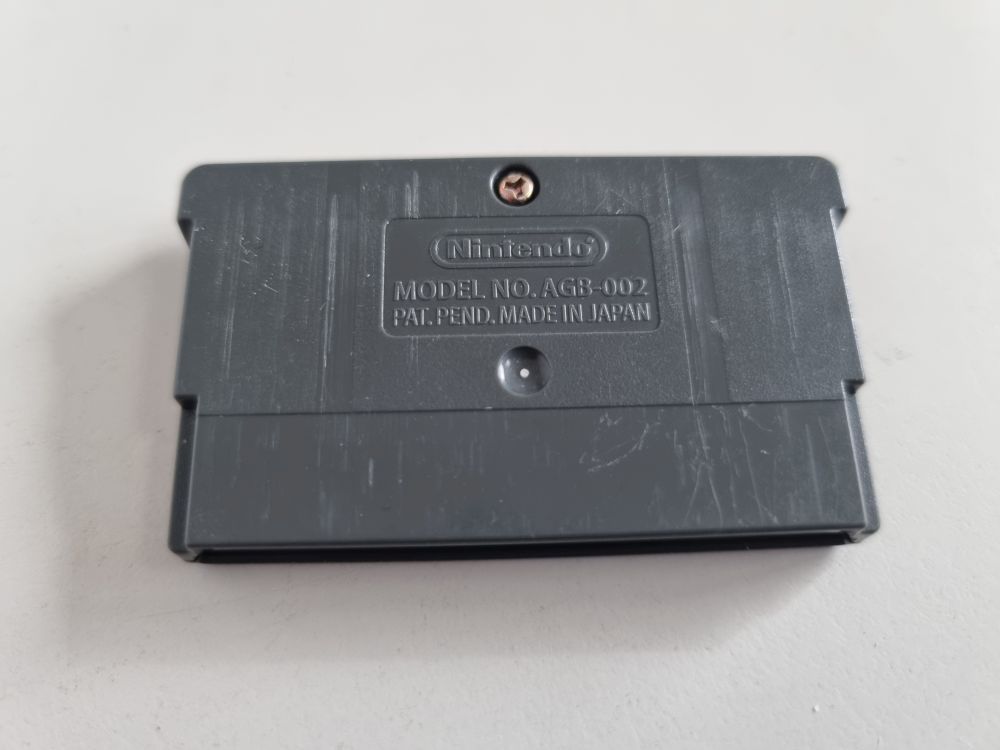 Nintendo®
MODEL NO. AGB-002
PAT. PEND. MADE IN JAPAN